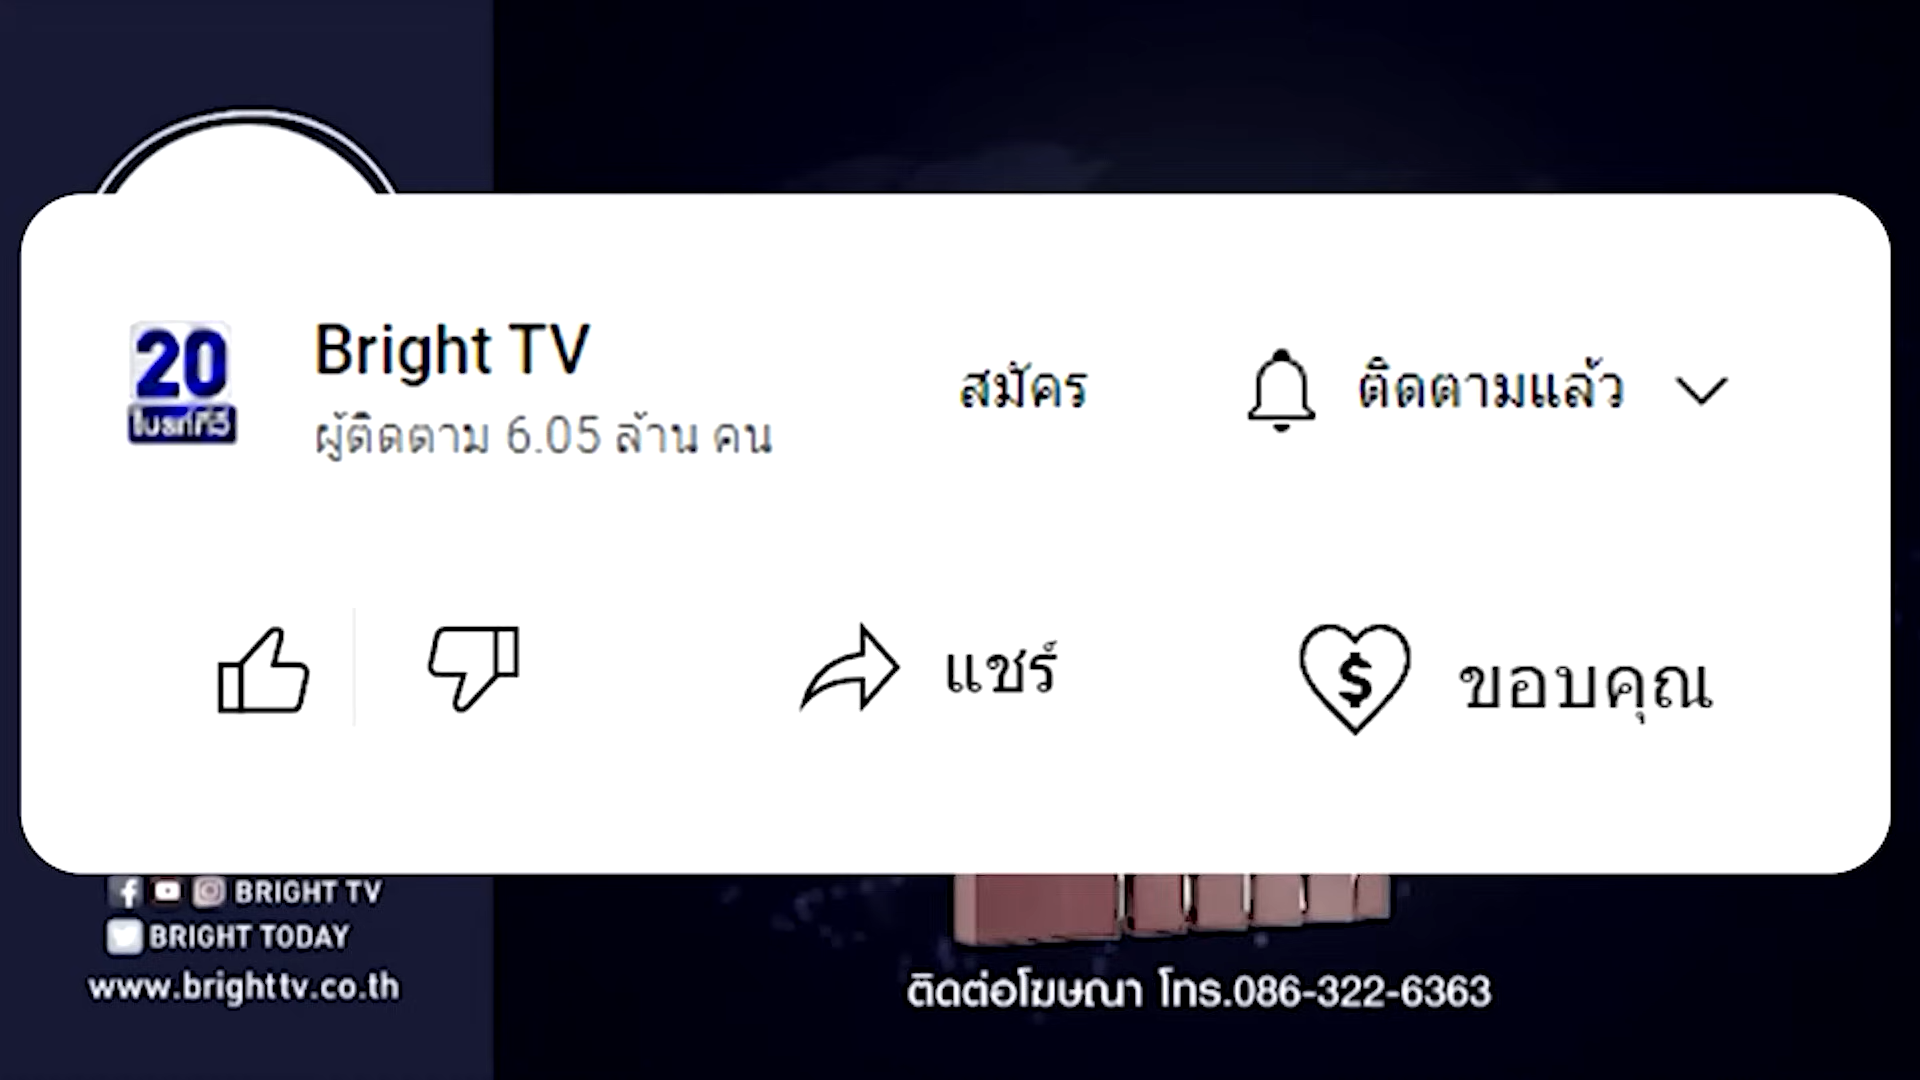 20
ไบรท์ทีวี
Bright TV
ผู้ติดตาม 6.05 ล้าน คน
สมัคร
ติดตามแล้ว
แชร์
$ ขอบคุณ
BRIGHT TV
BRIGHT TODAY
www.brighttv.co.th
ติดต่อโฆษณา โทร.086-322-6363